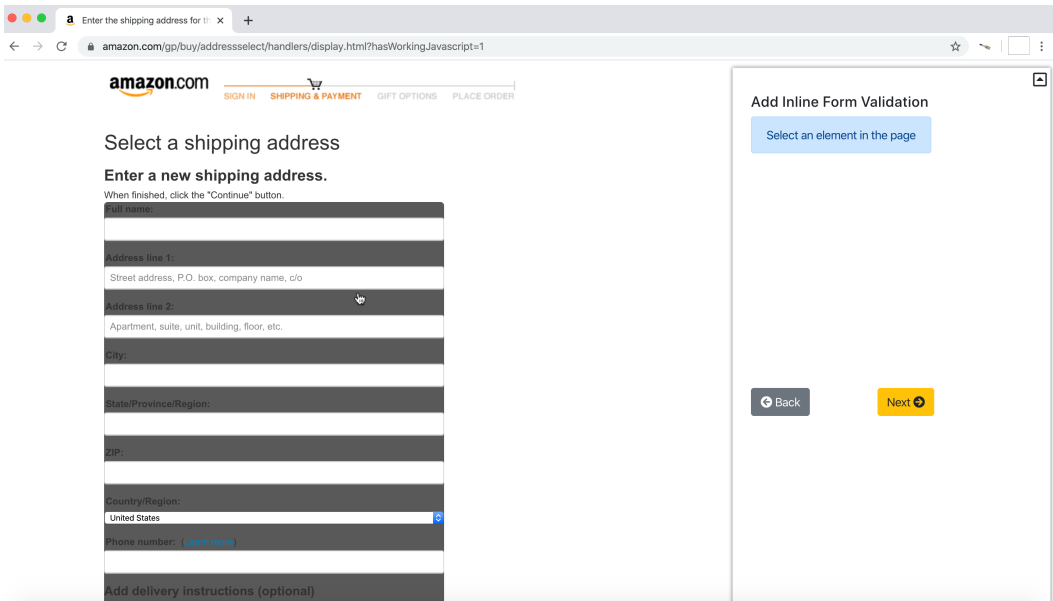 a Enter the shipping address for th × +
amazon.com/gp/buy/addressselect/handlers/display.html?hasWorkingJavascript=1
amazon.com
SIGN IN SHIPPING & PAYMENT GIFT OPTIONS PLACE ORDER
Select a shipping address
Enter a new shipping address.
When finished, click the "Continue" button.
Full name:
Address line 1:
Street address, P.O. box, company name, c/o
Address line 2:
Apartment, suite, unit, building, floor, etc.
City:
State/Province/Region:
ZIP:
Country/Region:
United States
Phone number: (Learn more)
Add delivery instructions (optional)
Add Inline Form Validation
Select an element in the page
Back
Next